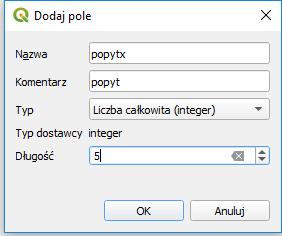 Dodaj pole
Nazwa popytx
Komentarz popyt
Typ Liczba całkowita (integer)
Typ dostawcy integer
Długość 5
OK Anuluj